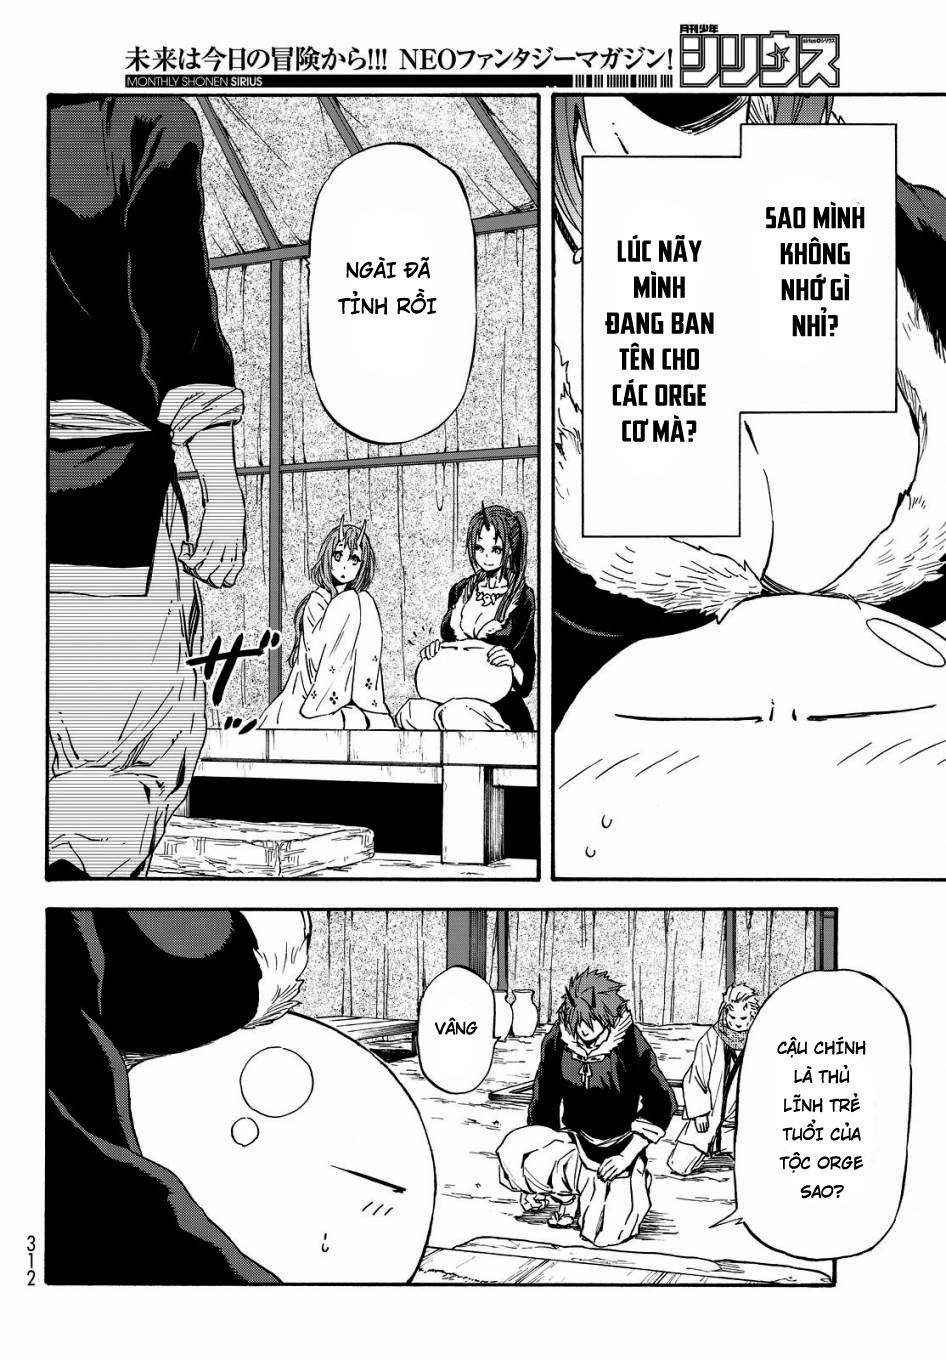 未来は今日の冒険から!!! NEOファンタジーマガジン!
月刊少年
シリウス
MONTHLY SHONEN SIRIUS
SAO MÌNH
KHÔNG
NHỚ GÌ
NHỈ?
LÚC NÃY
MÌNH
ĐANG BAN
TÊN CHO
CÁC ORGE
CƠ MÀ?
NGÀI ĐÃ
TỈNH RỒI
ザッ
CẬU CHÍNH
LÀ THỦ
LĨNH TRẺ
TUỔI CỦA
TỘC ORGE
SAO?
VÂNG
312